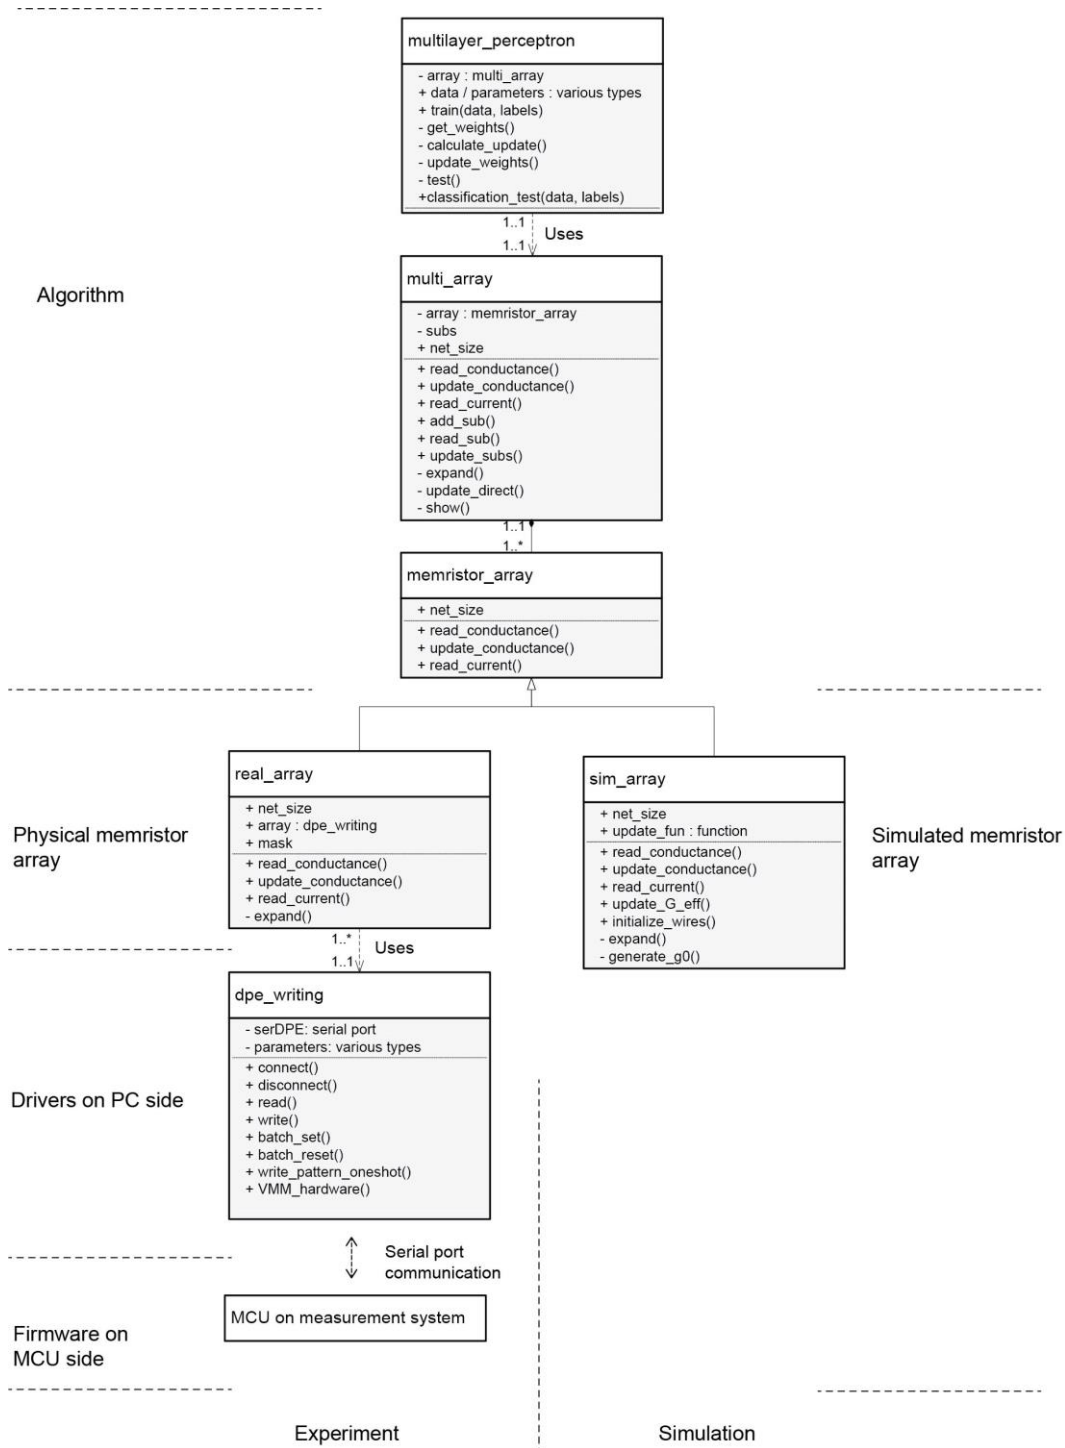 multilayer_perceptron
- array : multi_array
+ data / parameters : various types
+ train(data, labels)
- get_weights()
- calculate_update()
- update_weights()
- test()
+classification_test(data, labels)
1..1
Uses
1..1
Algorithm
multi_array
- array : memristor_array
- subs
+ net_size
+ read_conductance()
+ update_conductance()
+ read_current()
+ add_sub()
+ read_sub()
+ update_subs()
- expand()
- update_direct()
- show()
1..1
1..*
memristor_array
+ net_size
+ read_conductance()
+ update_conductance()
+ read_current()
Physical memristor
array
real_array
+ net_size
+ array : dpe_writing
+ mask
+ read_conductance()
+ update_conductance()
+ read_current()
- expand()
sim_array
+ net_size
+ update_fun : function
+ read_conductance()
+ update_conductance()
+ read_current()
+ update_G_eff()
+ initialize_wires()
- expand()
- generate_g0()
Simulated memristor
array
1..*
Uses
1..1
Drivers on PC side
dpe_writing
- serDPE: serial port
- parameters: various types
+ connect()
+ disconnect()
+ read()
+ write()
+ batch_set()
+ batch_reset()
+ write_pattern_oneshot()
+ VMM_hardware()
Serial port
communication
Firmware on
MCU side
MCU on measurement system
Experiment
Simulation